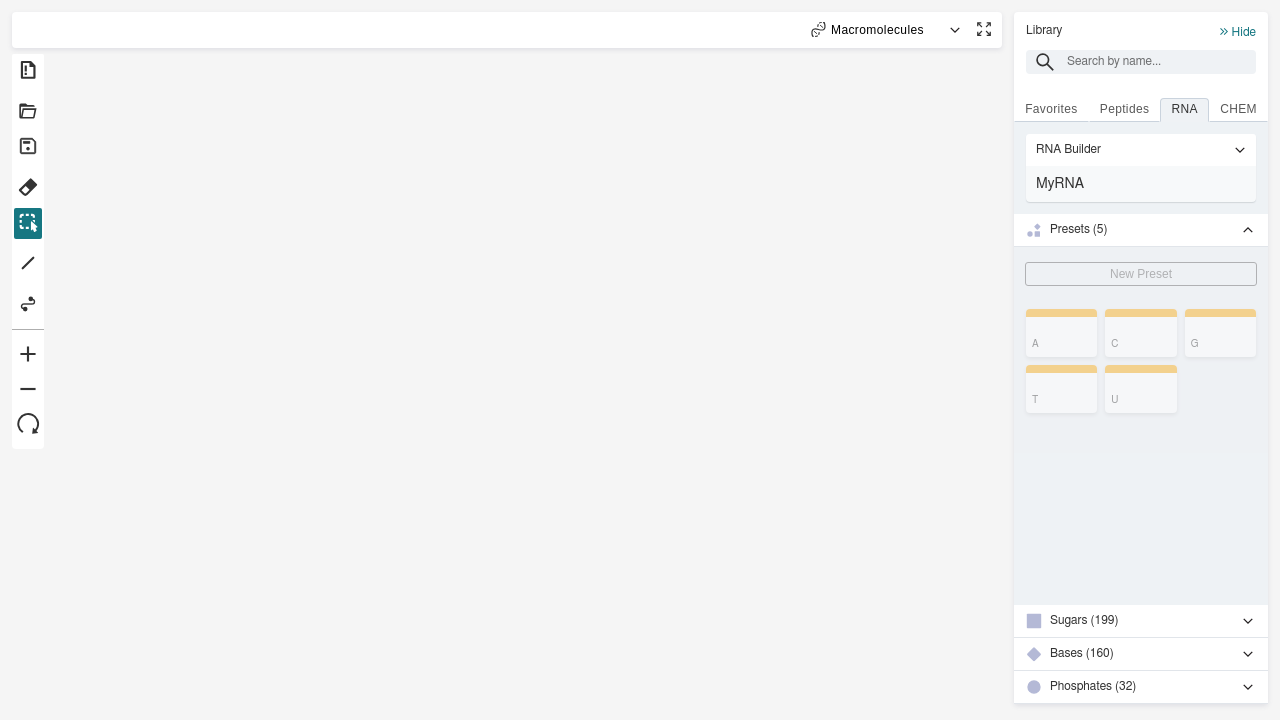 Macromolecules
Library
Hide
Search by name...
Favorites
Peptides
RNA
CHEM
RNA Builder
MyRNA
Presets (5)
New Preset
A
C
G
T
U
Sugars (199)
Bases (160)
Phosphates (32)